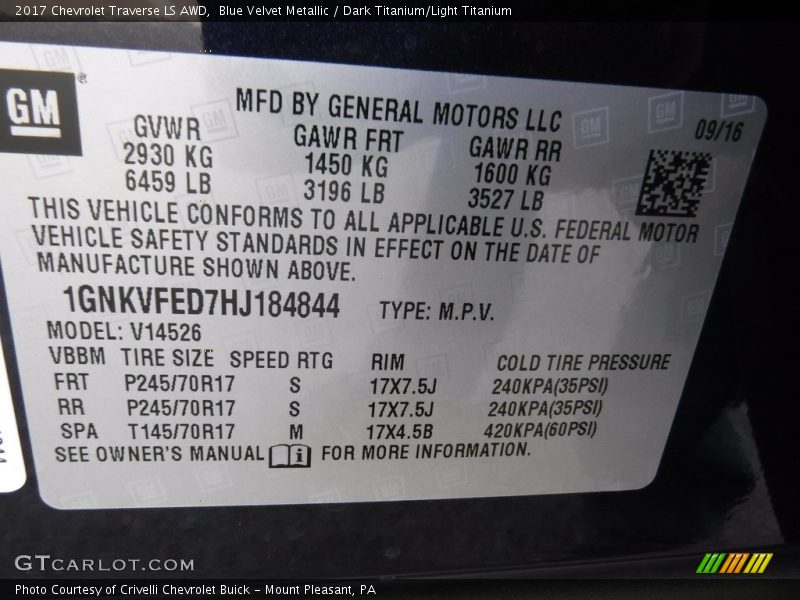 2017 Chevrolet Traverse LS AWD, Blue Velvet Metallic / Dark Titanium/Light Titanium
GM
®
MFD BY GENERAL MOTORS LLC
09/16
GVWR GAWR FRT GAWR RR
2930 KG 1450 KG 1600 KG
6459 LB 3196 LB 3527 LB
THIS VEHICLE CONFORMS TO ALL APPLICABLE U.S. FEDERAL MOTOR
VEHICLE SAFETY STANDARDS IN EFFECT ON THE DATE OF
MANUFACTURE SHOWN ABOVE.
1GNKVFED7HJ184844 TYPE: M.P.V.
MODEL: V14526
VBBM TIRE SIZE SPEED RTG RIM COLD TIRE PRESSURE
FRT P245/70R17 S 17X7.5J 240KPA(35PSI)
RR P245/70R17 S 17X7.5J 240KPA(35PSI)
SPA T145/70R17 M 17X4.5B 420KPA(60PSI)
SEE OWNER'S MANUAL i FOR MORE INFORMATION.
GTCARLOT.COM
Photo Courtesy of Crivelli Chevrolet Buick - Mount Pleasant, PA